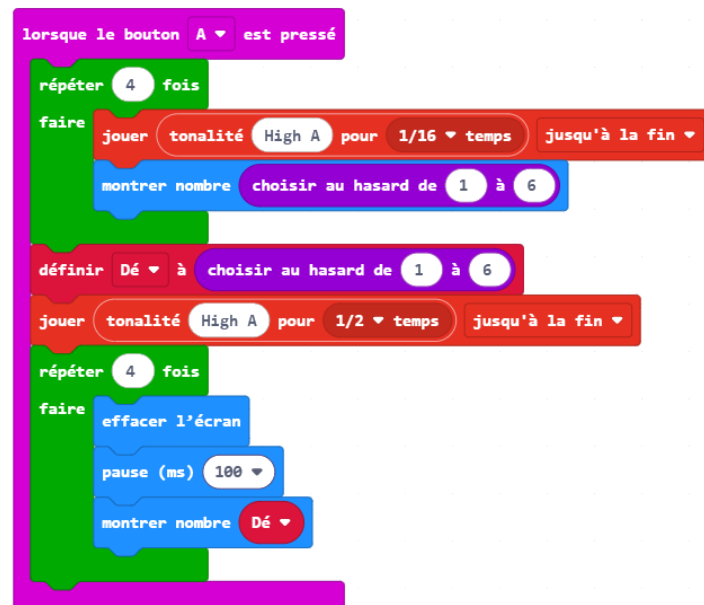 lorsque le bouton A est pressé
répéter 4 fois
faire
jouer tonalité High A pour 1/16 temps jusqu'à la fin
montrer nombre choisir au hasard de 1 à 6
définir Dé à choisir au hasard de 1 à 6
jouer tonalité High A pour 1/2 temps jusqu'à la fin
répéter 4 fois
faire
effacer l’écran
pause (ms) 100
montrer nombre Dé